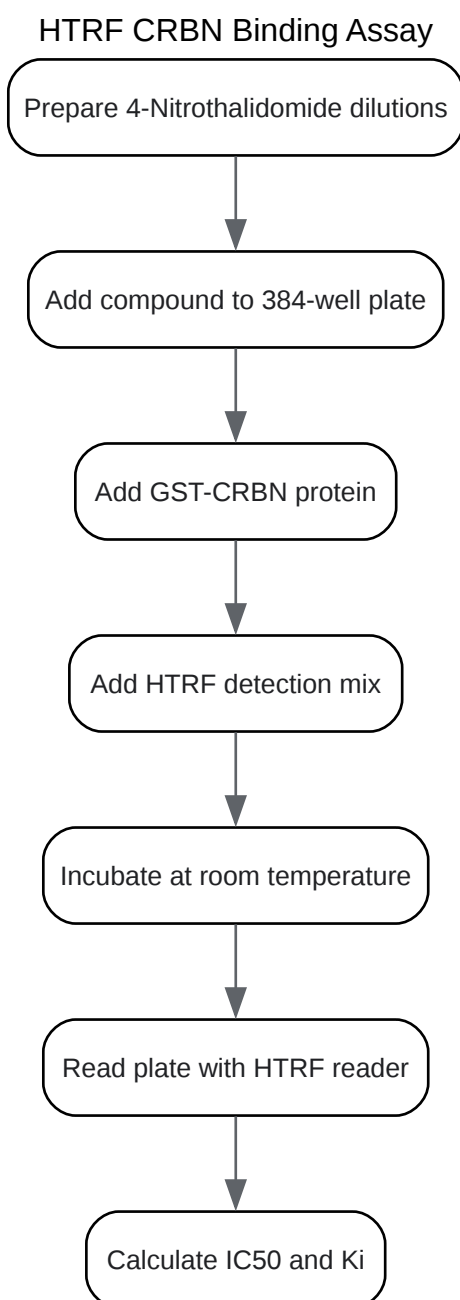 HTRF CRBN Binding Assay
Prepare 4-Nitrothalidomide dilutions
Add compound to 384-well plate
Add GST-CRBN protein
Add HTRF detection mix
Incubate at room temperature
Read plate with HTRF reader
Calculate IC50 and Ki